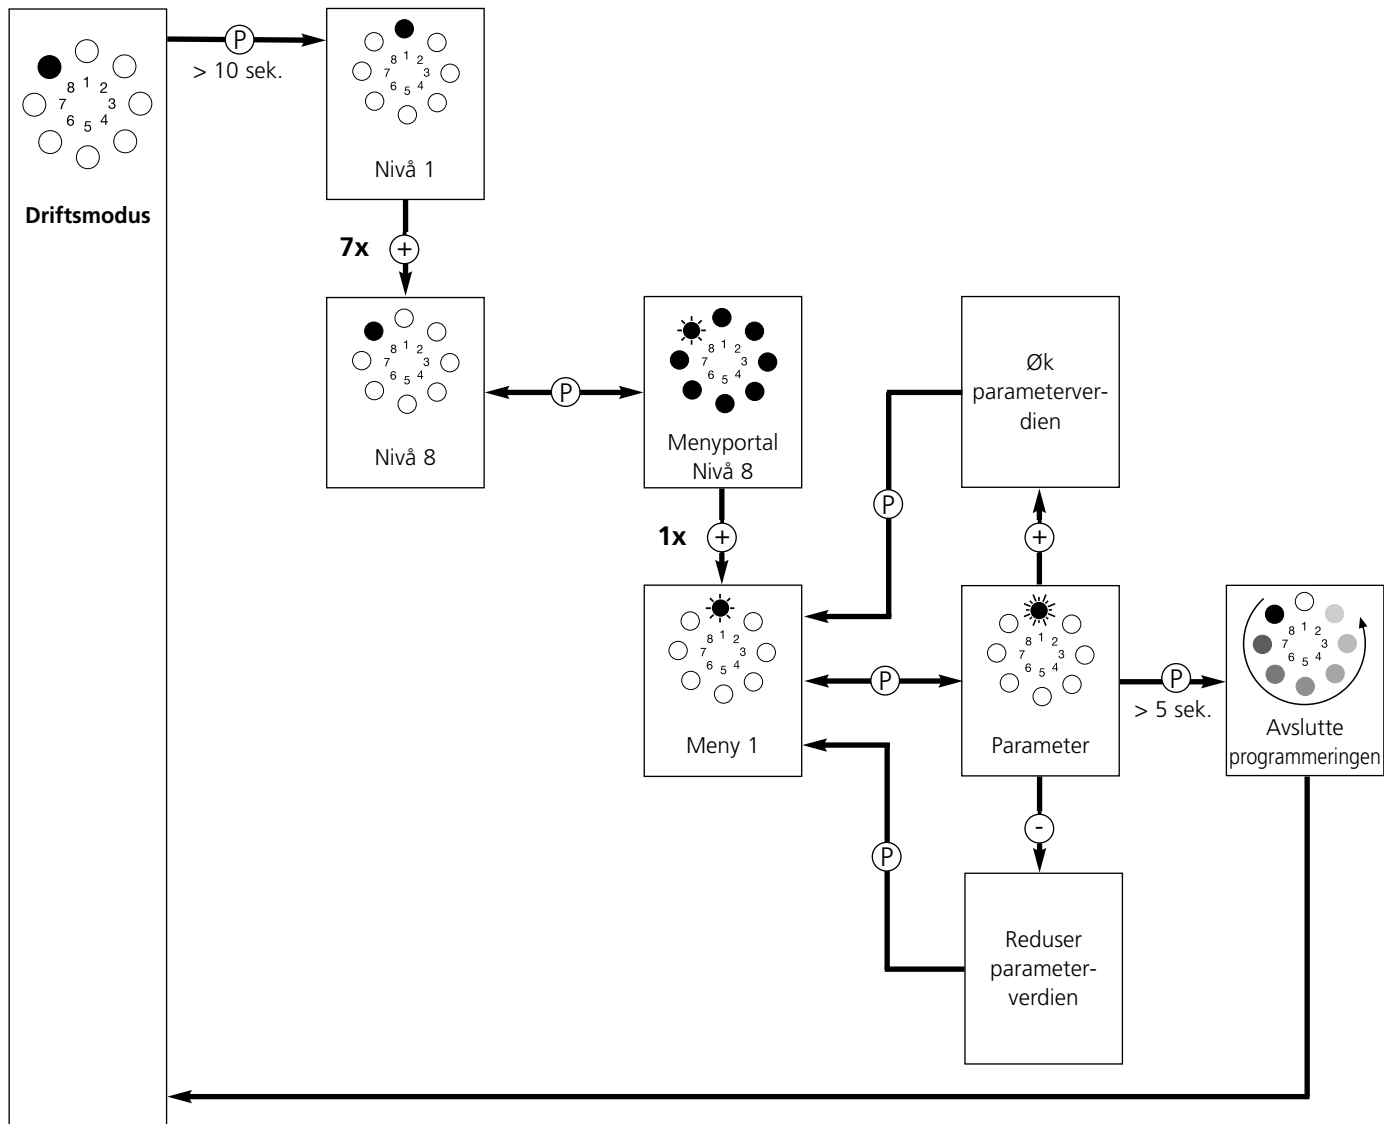 8 1 2
7 3
6 5 4
Driftsmodus
P
> 10 sek.
8 1 2
7 3
6 5 4
Nivå 1
7x
+
8 1 2
7 3
6 5 4
Nivå 8
P
8 1 2
7 3
6 5 4
Menyportal
Nivå 8
1x
+
8 1 2
7 3
6 5 4
Meny 1
P
Øk
parameterver-
dien
P
+
8 1 2
7 3
6 5 4
Parameter
P
> 5 sek.
8 1 2
7 3
6 5 4
Avslutte
programmeringen
-
P
Reduser
parameter-
verdien